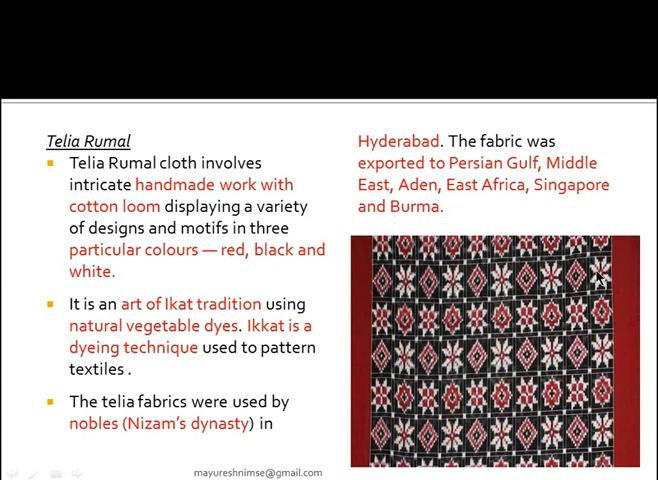 Telia Rumal
Telia Rumal cloth involves
intricate handmade work with
cotton loom displaying a variety
of designs and motifs in three
particular colours — red, black and
white.
It is an art of Ikat tradition using
natural vegetable dyes. Ikkat is a
dyeing technique used to pattern
textiles .
The telia fabrics were used by
nobles (Nizam's dynasty) in
Hyderabad. The fabric was
exported to Persian Gulf, Middle
East, Aden, East Africa, Singapore
and Burma.
mayureshnimse@gmail.com